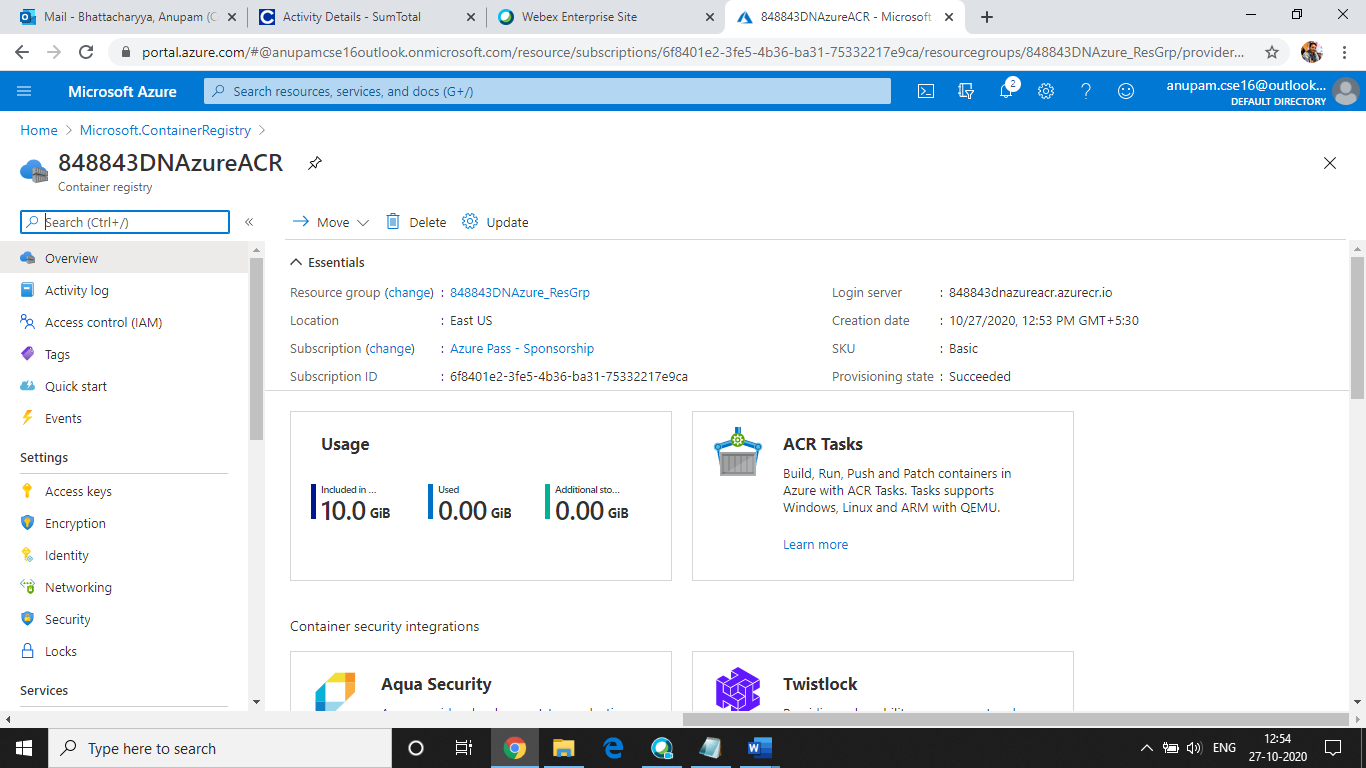 Mail - Bhattacharyya, Anupam (C
Activity Details - SumTotal
Webex Enterprise Site
848843DNAzureACR - Microsoft
portal.azure.com/#@anupamcse16outlook.onmicrosoft.com/resource/subscriptions/6f8401e2-3fe5-4b36-ba31-75332217e9ca/resourcegroups/848843DNAzure_ResGrp/provider...
Microsoft Azure
Search resources, services, and docs (G+/)
2
anupam.cse16@outlook...
DEFAULT DIRECTORY
Home > Microsoft.ContainerRegistry >
848843DNAzureACR
Container registry
Search (Ctrl+/)
«
Overview
Activity log
Access control (IAM)
Tags
Quick start
Events
Settings
Access keys
Encryption
Identity
Networking
Security
Locks
Services
Move
Delete
Update
Essentials
Resource group (change) : 848843DNAzure_ResGrp
Location : East US
Subscription (change) : Azure Pass - Sponsorship
Subscription ID : 6f8401e2-3fe5-4b36-ba31-75332217e9ca
Login server : 848843dnazureacr.azurecr.io
Creation date : 10/27/2020, 12:53 PM GMT+5:30
SKU : Basic
Provisioning state : Succeeded
Usage
Included in ...
10.0 GiB
Used
0.00 GiB
Additional sto...
0.00 GiB
ACR Tasks
Build, Run, Push and Patch containers in
Azure with ACR Tasks. Tasks supports
Windows, Linux and ARM with QEMU.
Learn more
Container security integrations
Aqua Security
Twistlock
Type here to search
ENG
12:54
27-10-2020